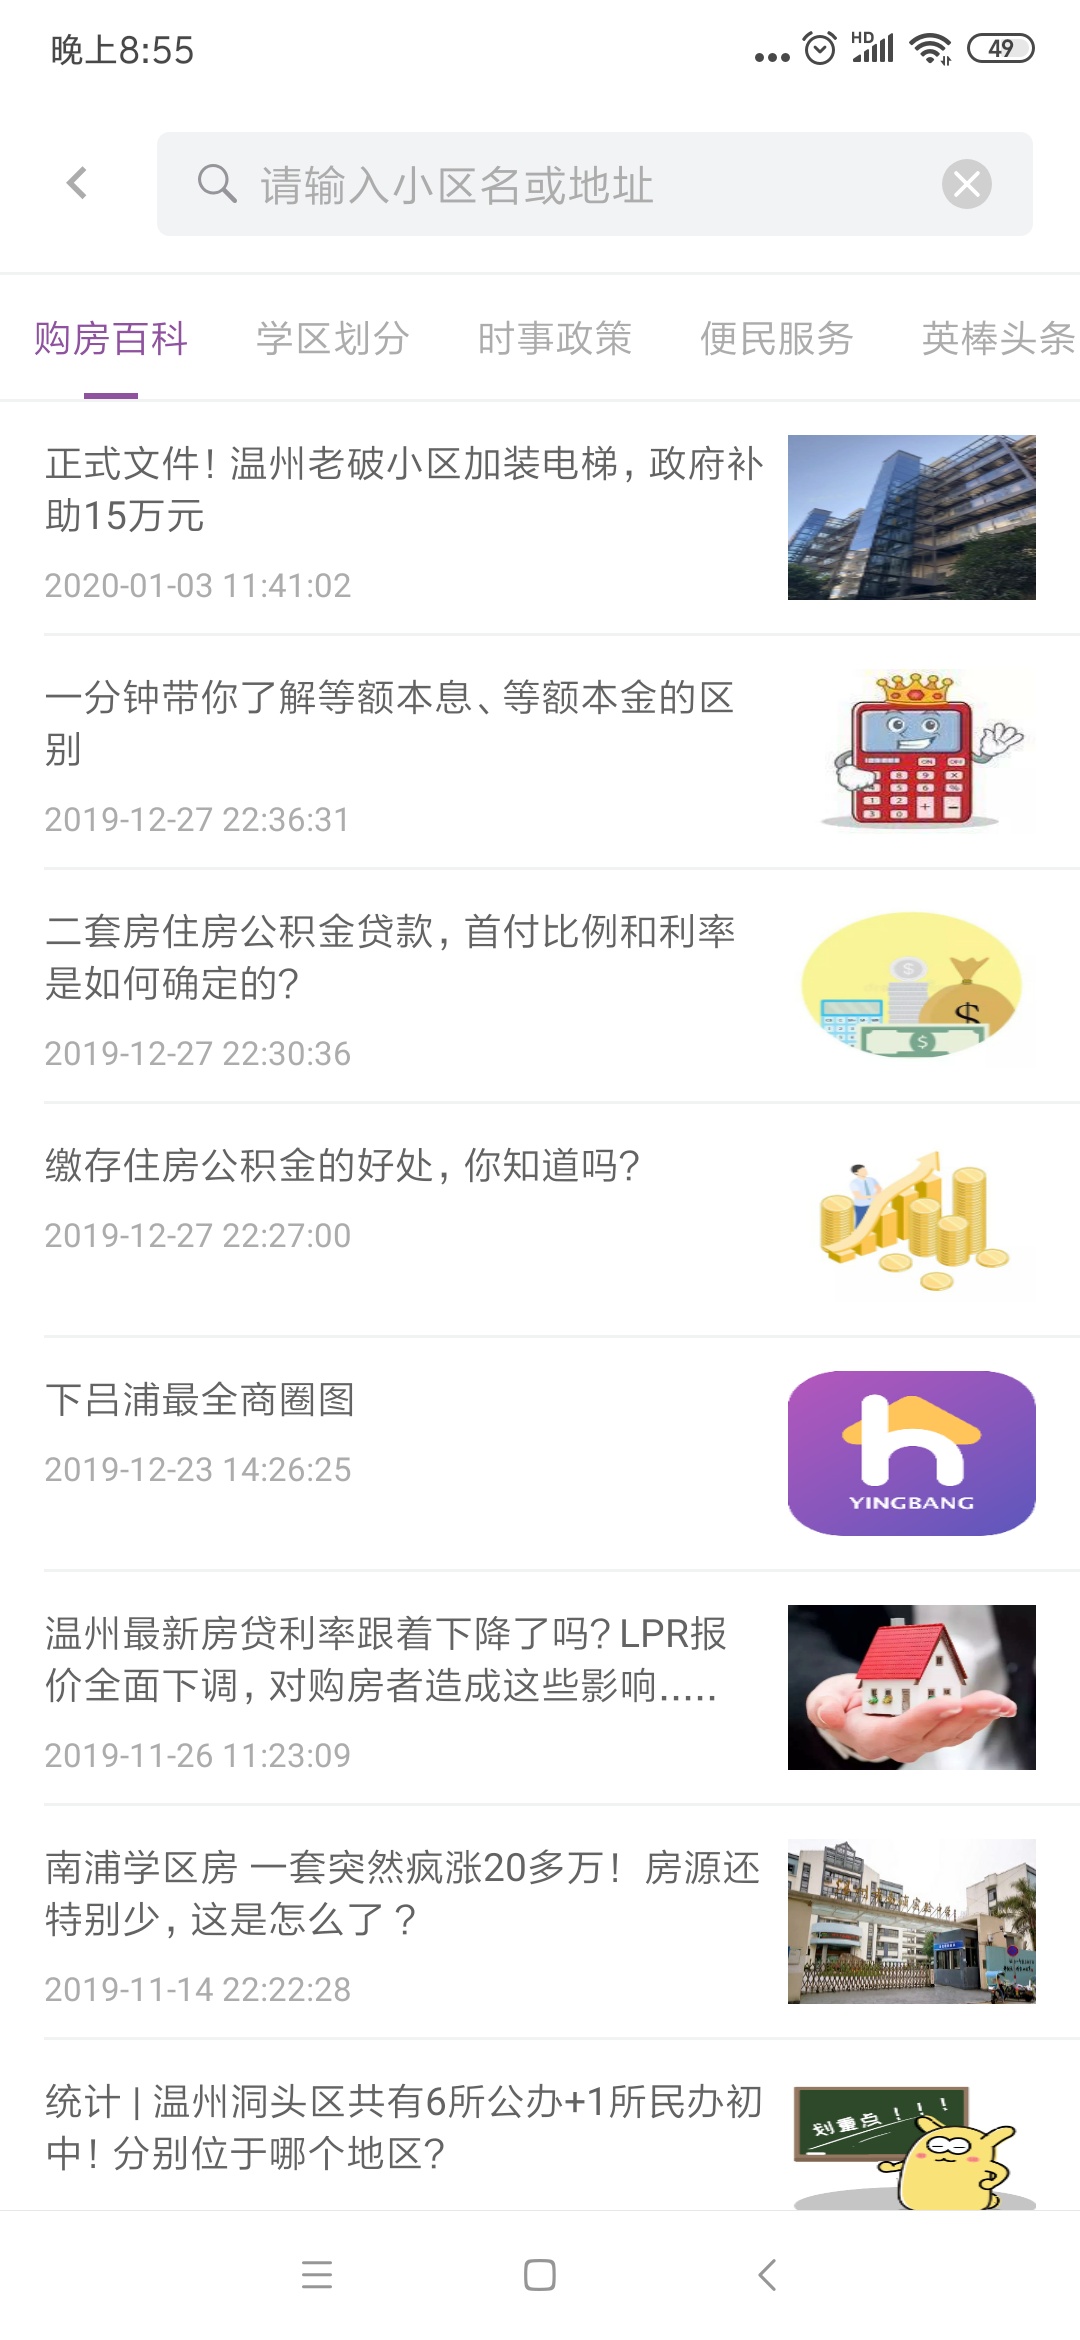 晚上8:55
HD
49
请输入小区名或地址
购房百科 学区划分 时事政策 便民服务 英棒头条
正式文件！温州老破小区加装电梯，政府补
助15万元
2020-01-03 11:41:02
一分钟带你了解等额本息、等额本金的区
别
2019-12-27 22:36:31
二套房住房公积金贷款，首付比例和利率
是如何确定的？
2019-12-27 22:30:36
缴存住房公积金的好处，你知道吗？
2019-12-27 22:27:00
下吕浦最全商圈图
2019-12-23 14:26:25
YINGBANG
温州最新房贷利率跟着下降了吗？LPR报
价全面下调，对购房者造成这些影响.....
2019-11-26 11:23:09
南浦学区房 一套突然疯涨20多万！ 房源还
特别少，这是怎么了 ？
2019-11-14 22:22:28
统计 | 温州洞头区共有6所公办+1所民办初
中！分别位于哪个地区？
划重点！！！